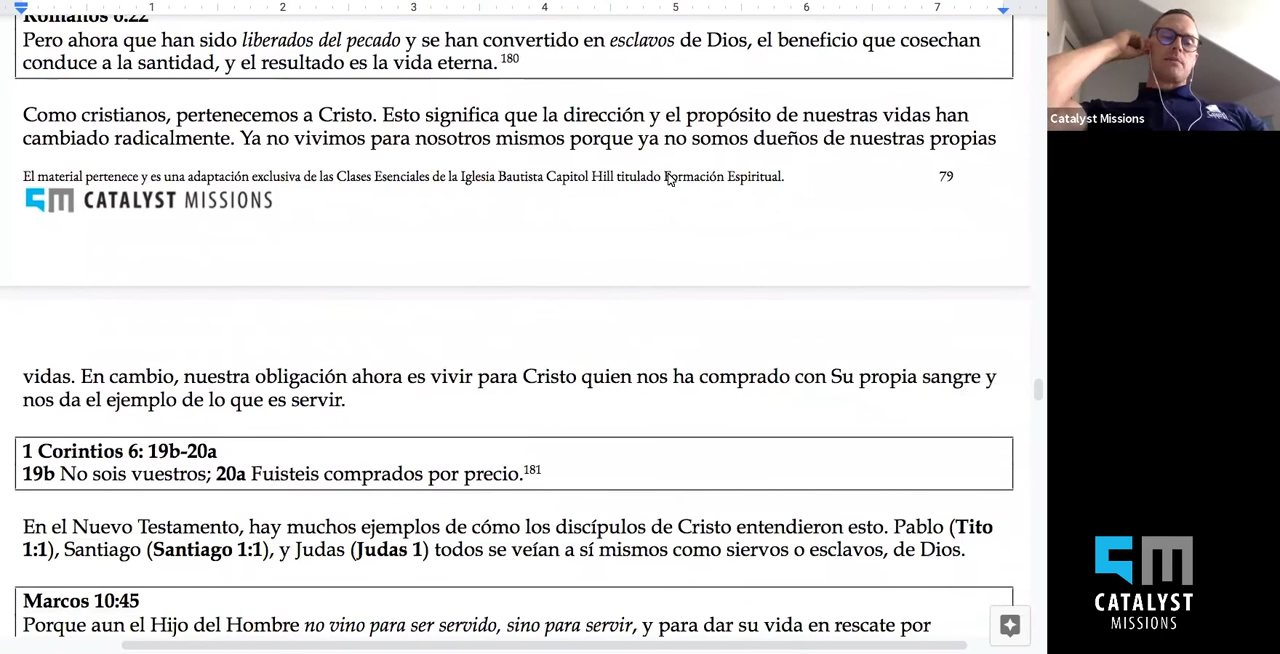 1 2 3 4 5 6 7
Romanos 6:22
Pero ahora que han sido liberados del pecado y se han convertido en esclavos de Dios, el beneficio que cosechan
conduce a la santidad, y el resultado es la vida eterna. 180
Como cristianos, pertenecemos a Cristo. Esto significa que la dirección y el propósito de nuestras vidas han
cambiado radicalmente. Ya no vivimos para nosotros mismos porque ya no somos dueños de nuestras propias
El material pertenece y es una adaptación exclusiva de las Clases Esenciales de la Iglesia Bautista Capitol Hill titulado Formación Espiritual. 79
CATALYST MISSIONS
vidas. En cambio, nuestra obligación ahora es vivir para Cristo quien nos ha comprado con Su propia sangre y
nos da el ejemplo de lo que es servir.
1 Corintios 6: 19b-20a
19b No sois vuestros; 20a Fuisteis comprados por precio.181
En el Nuevo Testamento, hay muchos ejemplos de cómo los discípulos de Cristo entendieron esto. Pablo (Tito
1:1), Santiago (Santiago 1:1), y Judas (Judas 1) todos se veían a sí mismos como siervos o esclavos, de Dios.
Marcos 10:45
Porque aun el Hijo del Hombre no vino para ser servido, sino para servir, y para dar su vida en rescate por
Catalyst Missions
CATALYST
MISSIONS